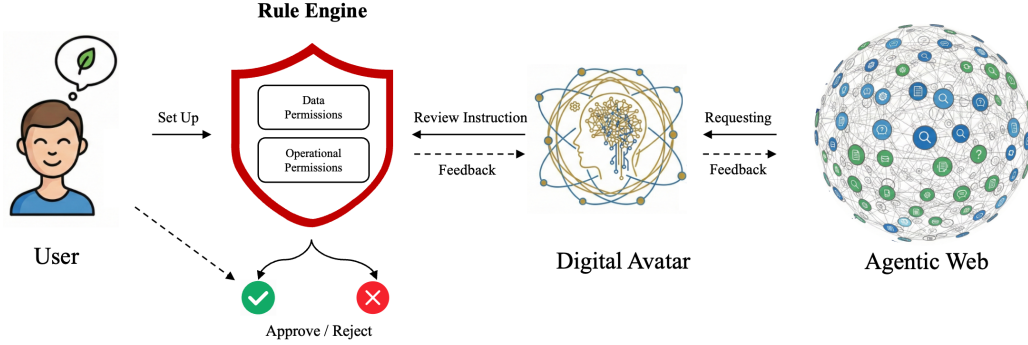 Rule Engine
Data
Permissions
Operational
Permissions
Set Up
Review Instruction
Feedback
Requesting
Feedback
User
Digital Avatar
Agentic Web
Approve / Reject